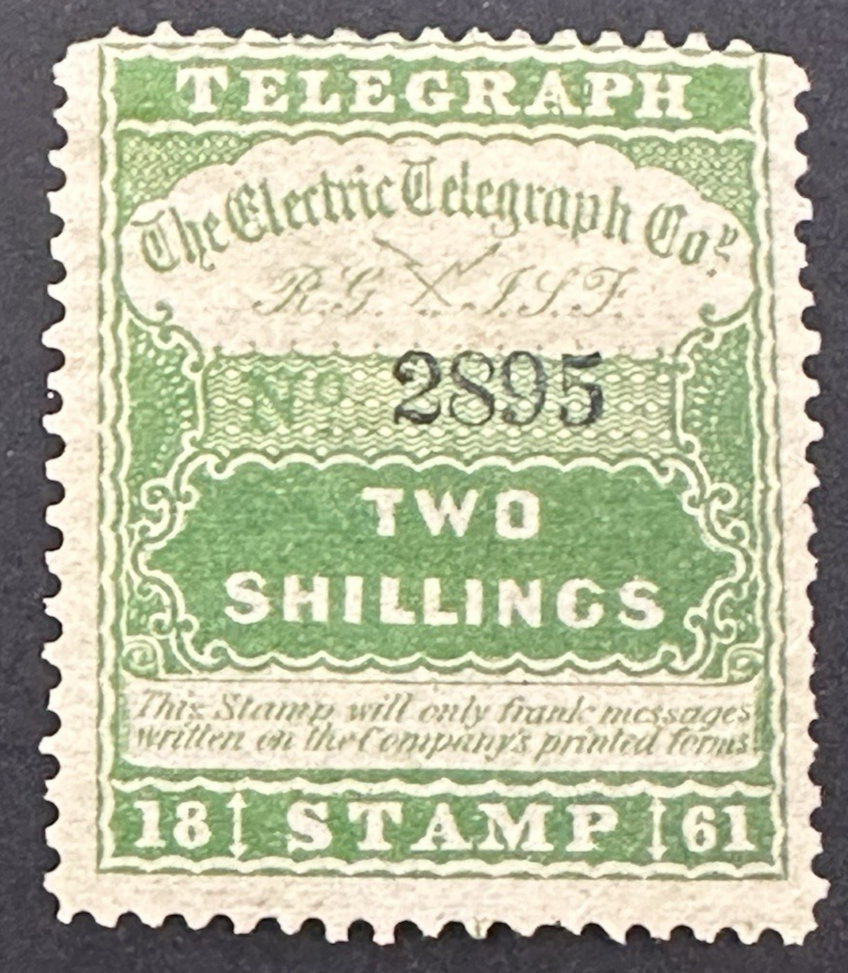 TELEGRAPH
The Electric Telegraph Coy.
R.G. J.S.F.
No 2895
TWO
SHILLINGS
This Stamp will only frank messages
written on the Company's printed forms.
18 STAMP 61